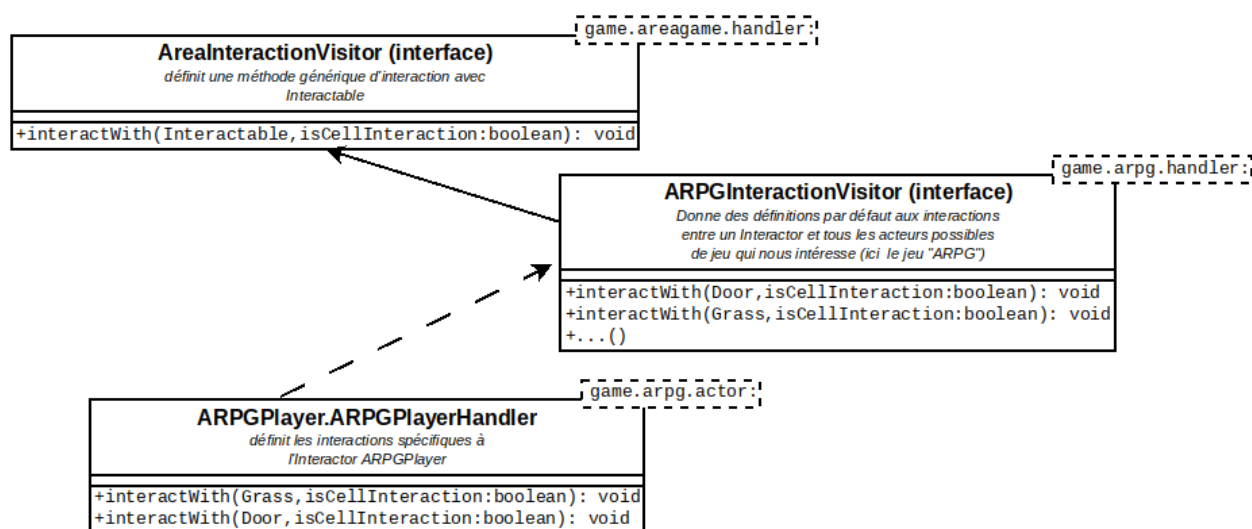 game.areagame.handler:
AreaInteractionVisitor (interface)
définit une méthode générique d'interaction avec
Interactable
+interactWith(Interactable,isCellInteraction:boolean): void
game.arpg.handler:
ARPGInteractionVisitor (interface)
Donne des définitions par défaut aux interactions
entre un Interactor et tous les acteurs possibles
de jeu qui nous intéresse (ici le jeu "ARPG")
+interactWith(Door,isCellInteraction:boolean): void
+interactWith(Grass,isCellInteraction:boolean): void
+...()
game.arpg.actor:
ARPGPlayer.ARPGPlayerHandler
définit les interactions spécifiques à
l'Interactor ARPGPlayer
+interactWith(Grass,isCellInteraction:boolean): void
+interactWith(Door,isCellInteraction:boolean): void